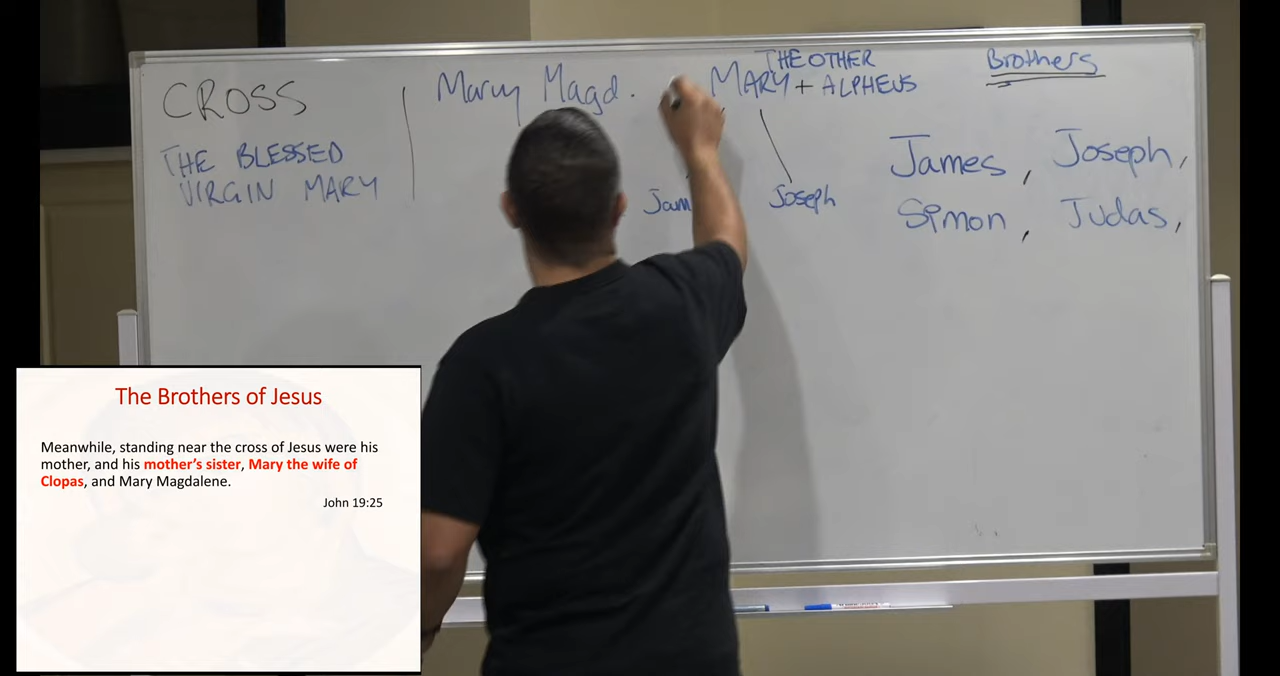 CROSS
THE BLESSED
VIRGIN MARY
Mary Magd.
THE OTHER
MARY + ALPHEUS
Jam
Joseph
Brothers
James, Joseph,
Simon, Judas,
The Brothers of Jesus
Meanwhile, standing near the cross of Jesus were his
mother, and his mother's sister, Mary the wife of
Clopas, and Mary Magdalene.
John 19:25